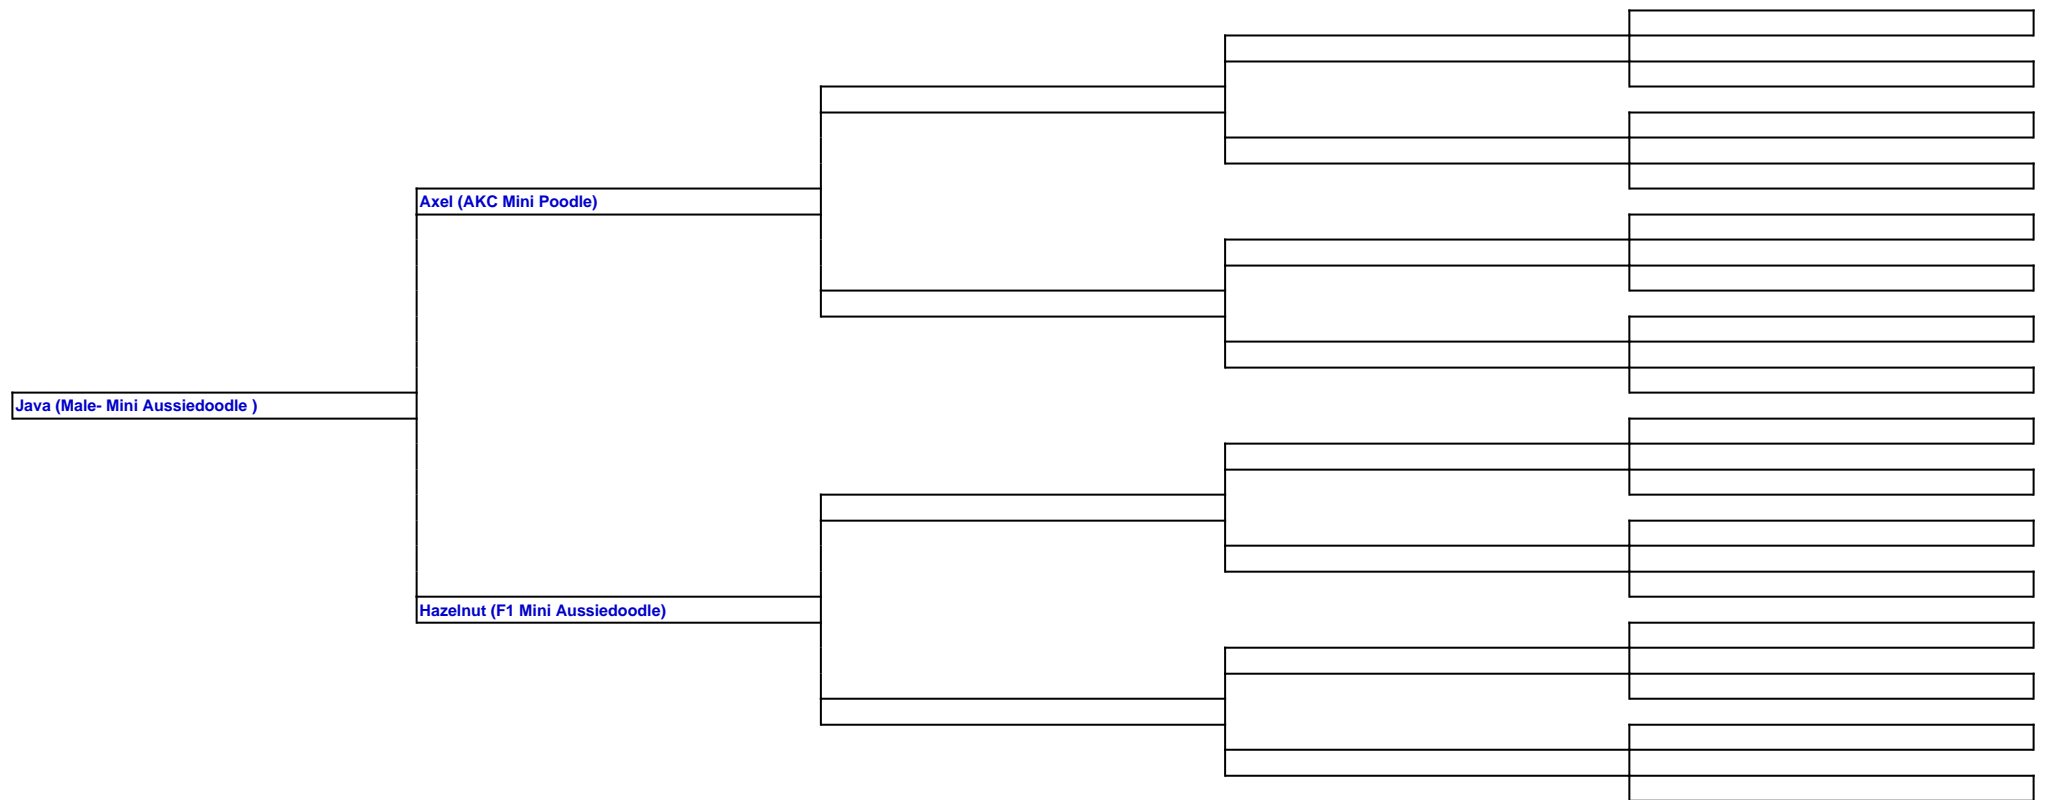 Axel (AKC Mini Poodle)
Java (Male- Mini Aussiedoodle )
Hazelnut (F1 Mini Aussiedoodle)